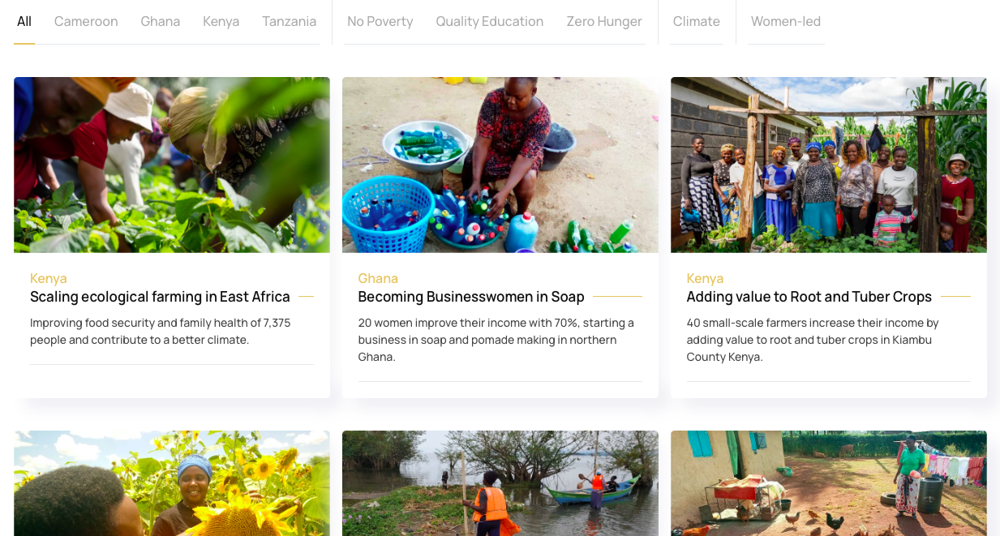 All Cameroon Ghana Kenya Tanzania No Poverty Quality Education Zero Hunger Climate Women-led
Kenya
Scaling ecological farming in East Africa
Improving food security and family health of 7,375
people and contribute to a better climate.
Ghana
Becoming Businesswomen in Soap
20 women improve their income with 70%, starting a
business in soap and pomade making in northern
Ghana.
Kenya
Adding value to Root and Tuber Crops
40 small-scale farmers increase their income by
adding value to root and tuber crops in Kiambu
County Kenya.